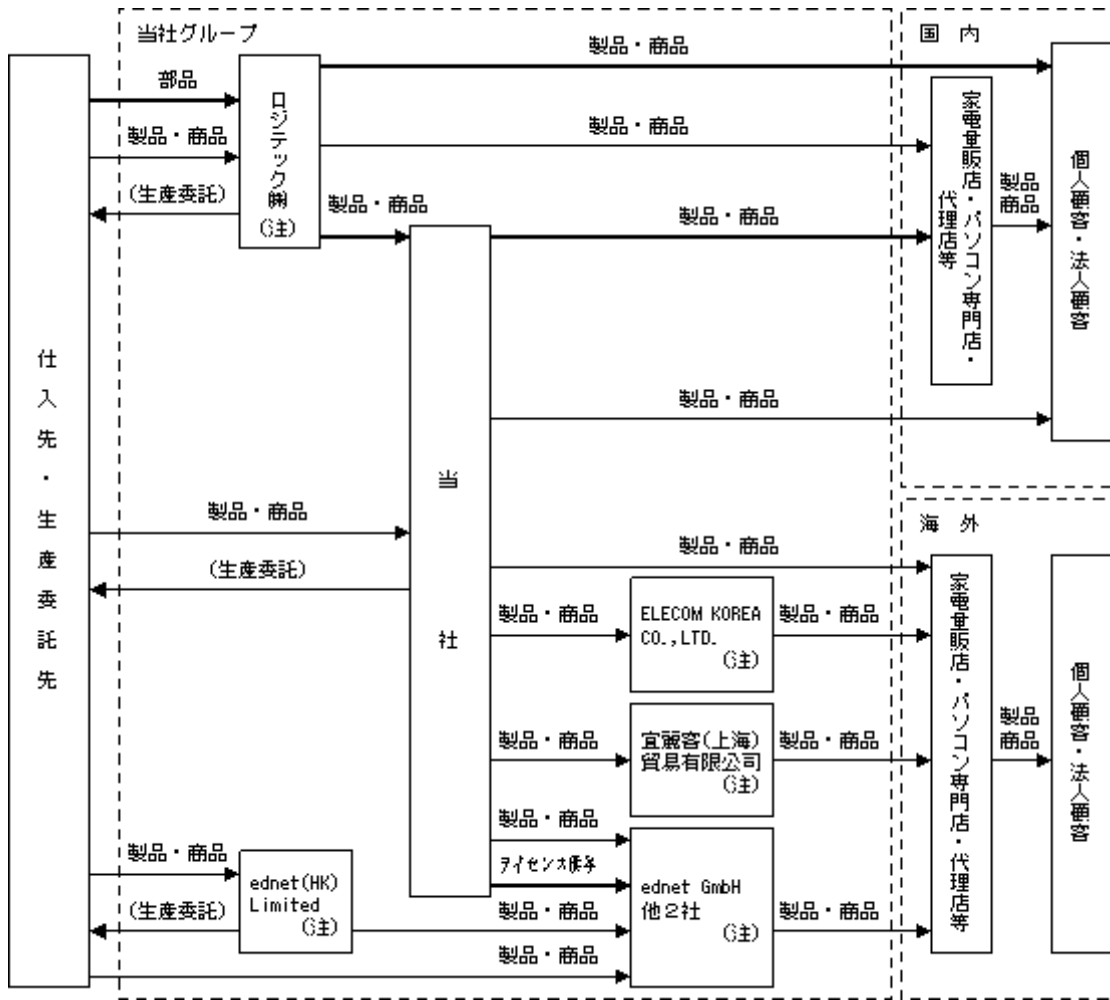 当社グループ
国 内
製品・商品
部品
製品・商品
(生産委託)
ロジテック㈱
(注)
製品・商品
製品・商品
製品・商品
家電量販店・パソコン専門店・
代理店等
製品
商品
個人顧客・法人顧客
製品・商品
仕入先・生産委託先
当社
製品・商品
(生産委託)
海 外
製品・商品
製品・商品
ELECOM KOREA
CO.,LTD.
(注)
製品・商品
製品・商品
宜麗客(上海)
貿易有限公司
(注)
製品・商品
家電量販店・パソコン専門店・代理店等
製品
商品
個人顧客・法人顧客
製品・商品
製品・商品
(生産委託)
ednet(HK)
Limited
(注)
製品・商品
製品・商品
ednet GmbH
他2社
(注)
製品・商品